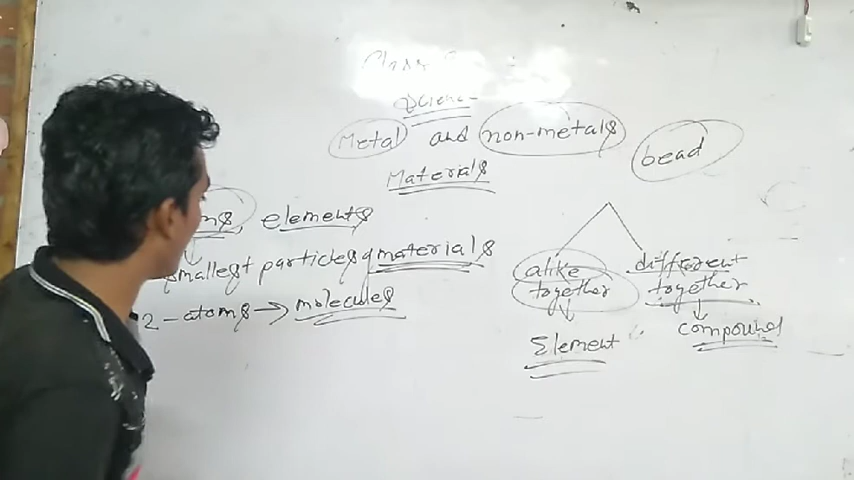 Science
Metal and non-metals
bead
Materials
elements
smallest particles of materials
2-atoms → molecules
alike together
different together
Element
compound